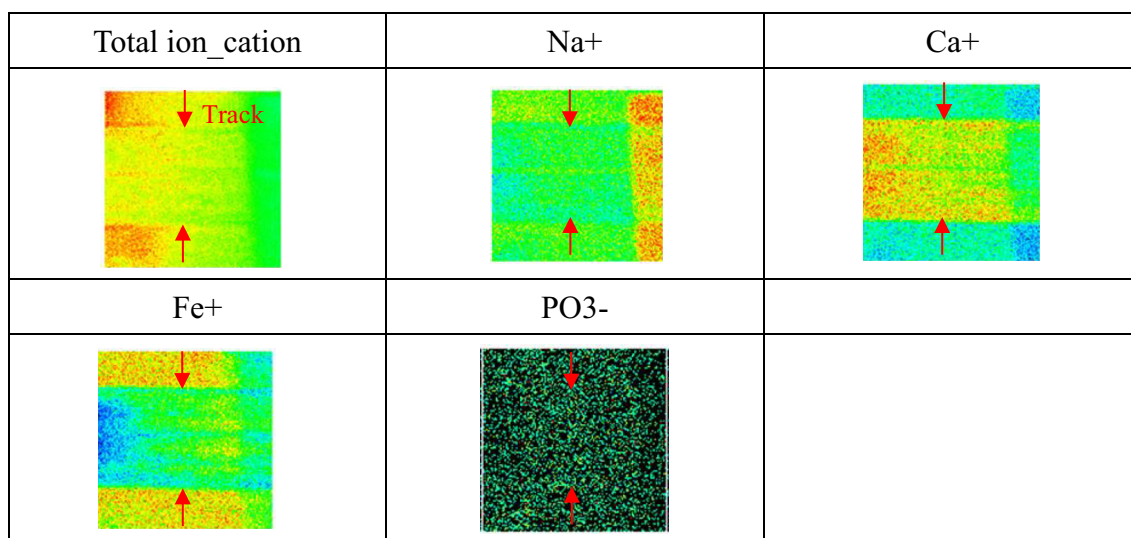 Total ion_cation
Na+
Ca+
Track
Fe+
PO3-